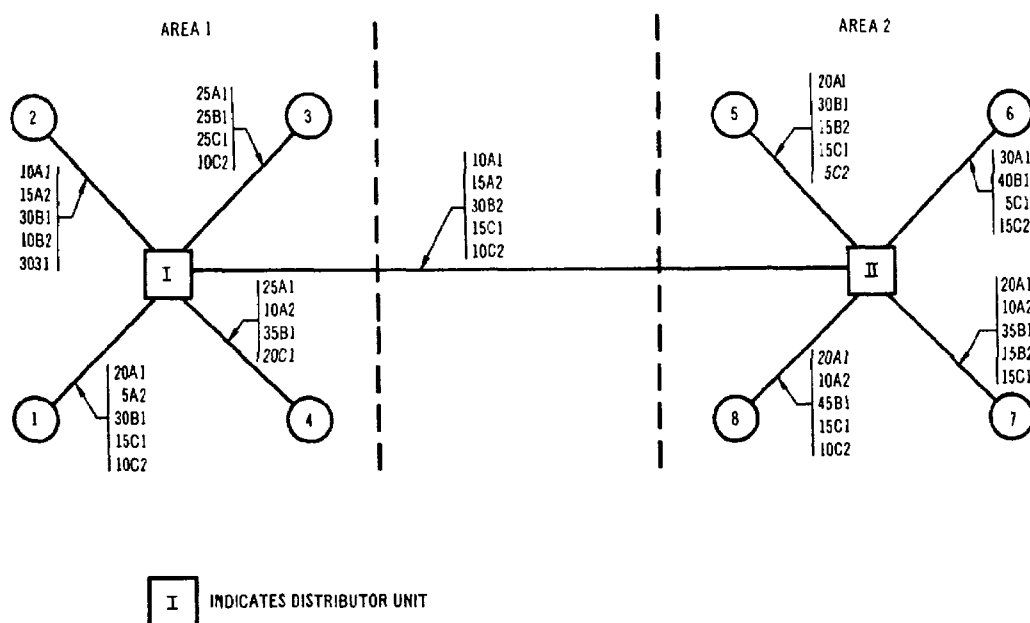 AREA 1
AREA 2
2
3
5
6
25A1
25B1
25C1
10C2
20A1
30B1
15B2
15C1
5C2
10A1
15A2
30B1
10B2
3031
10A1
15A2
30B2
15C1
10C2
30A1
40B1
5C1
15C2
I
II
25A1
10A2
35B1
20C1
20A1
10A2
35B1
15B2
15C1
20A1
5A2
30B1
15C1
10C2
20A1
10A2
45B1
15C1
10C2
1
4
8
7
I INDICATES DISTRIBUTOR UNIT